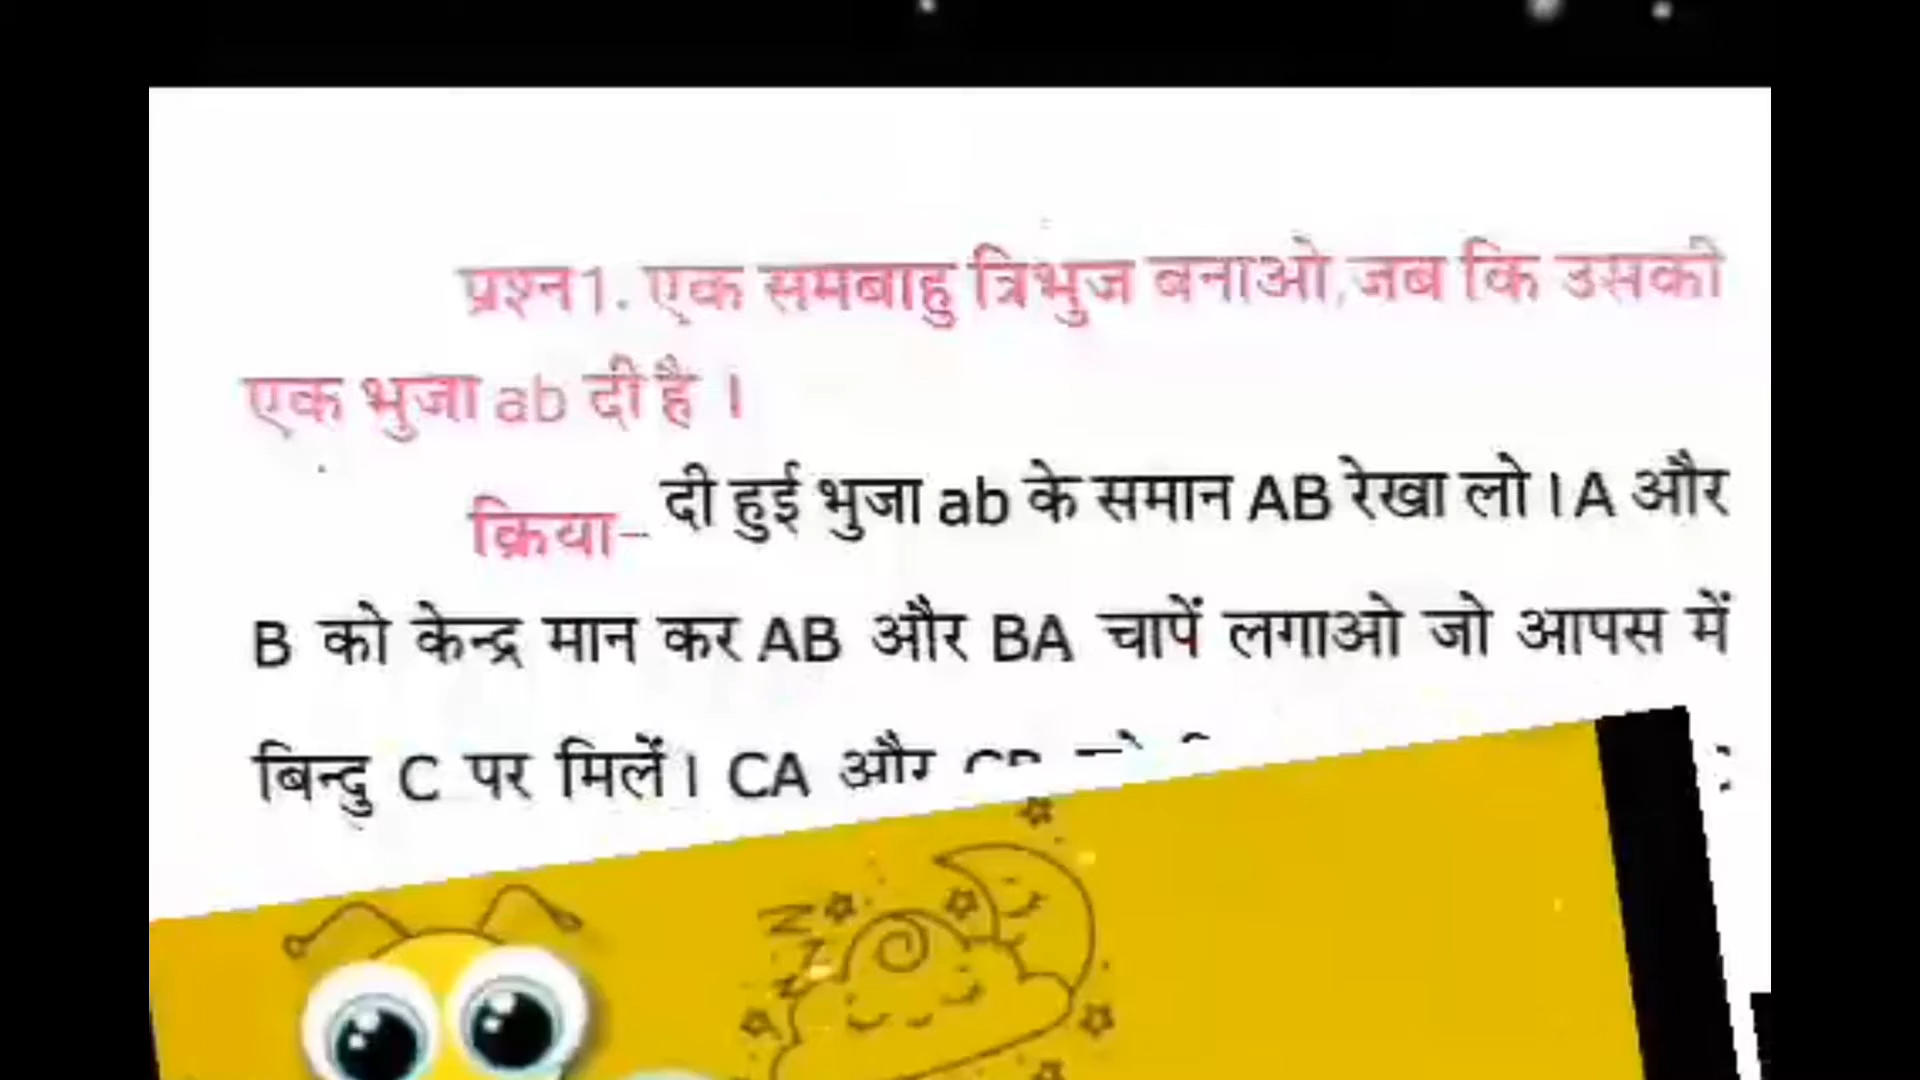 प्रश्न1. एक समबाहु त्रिभुज बनाओ,जब कि उसकी
एक भुजा ab दी है ।
क्रिया- दी हुई भुजा ab के समान AB रेखा लो ।A और
B को केन्द्र मान कर AB और BA चापें लगाओ जो आपस में
बिन्दु C पर मिलें। CA और